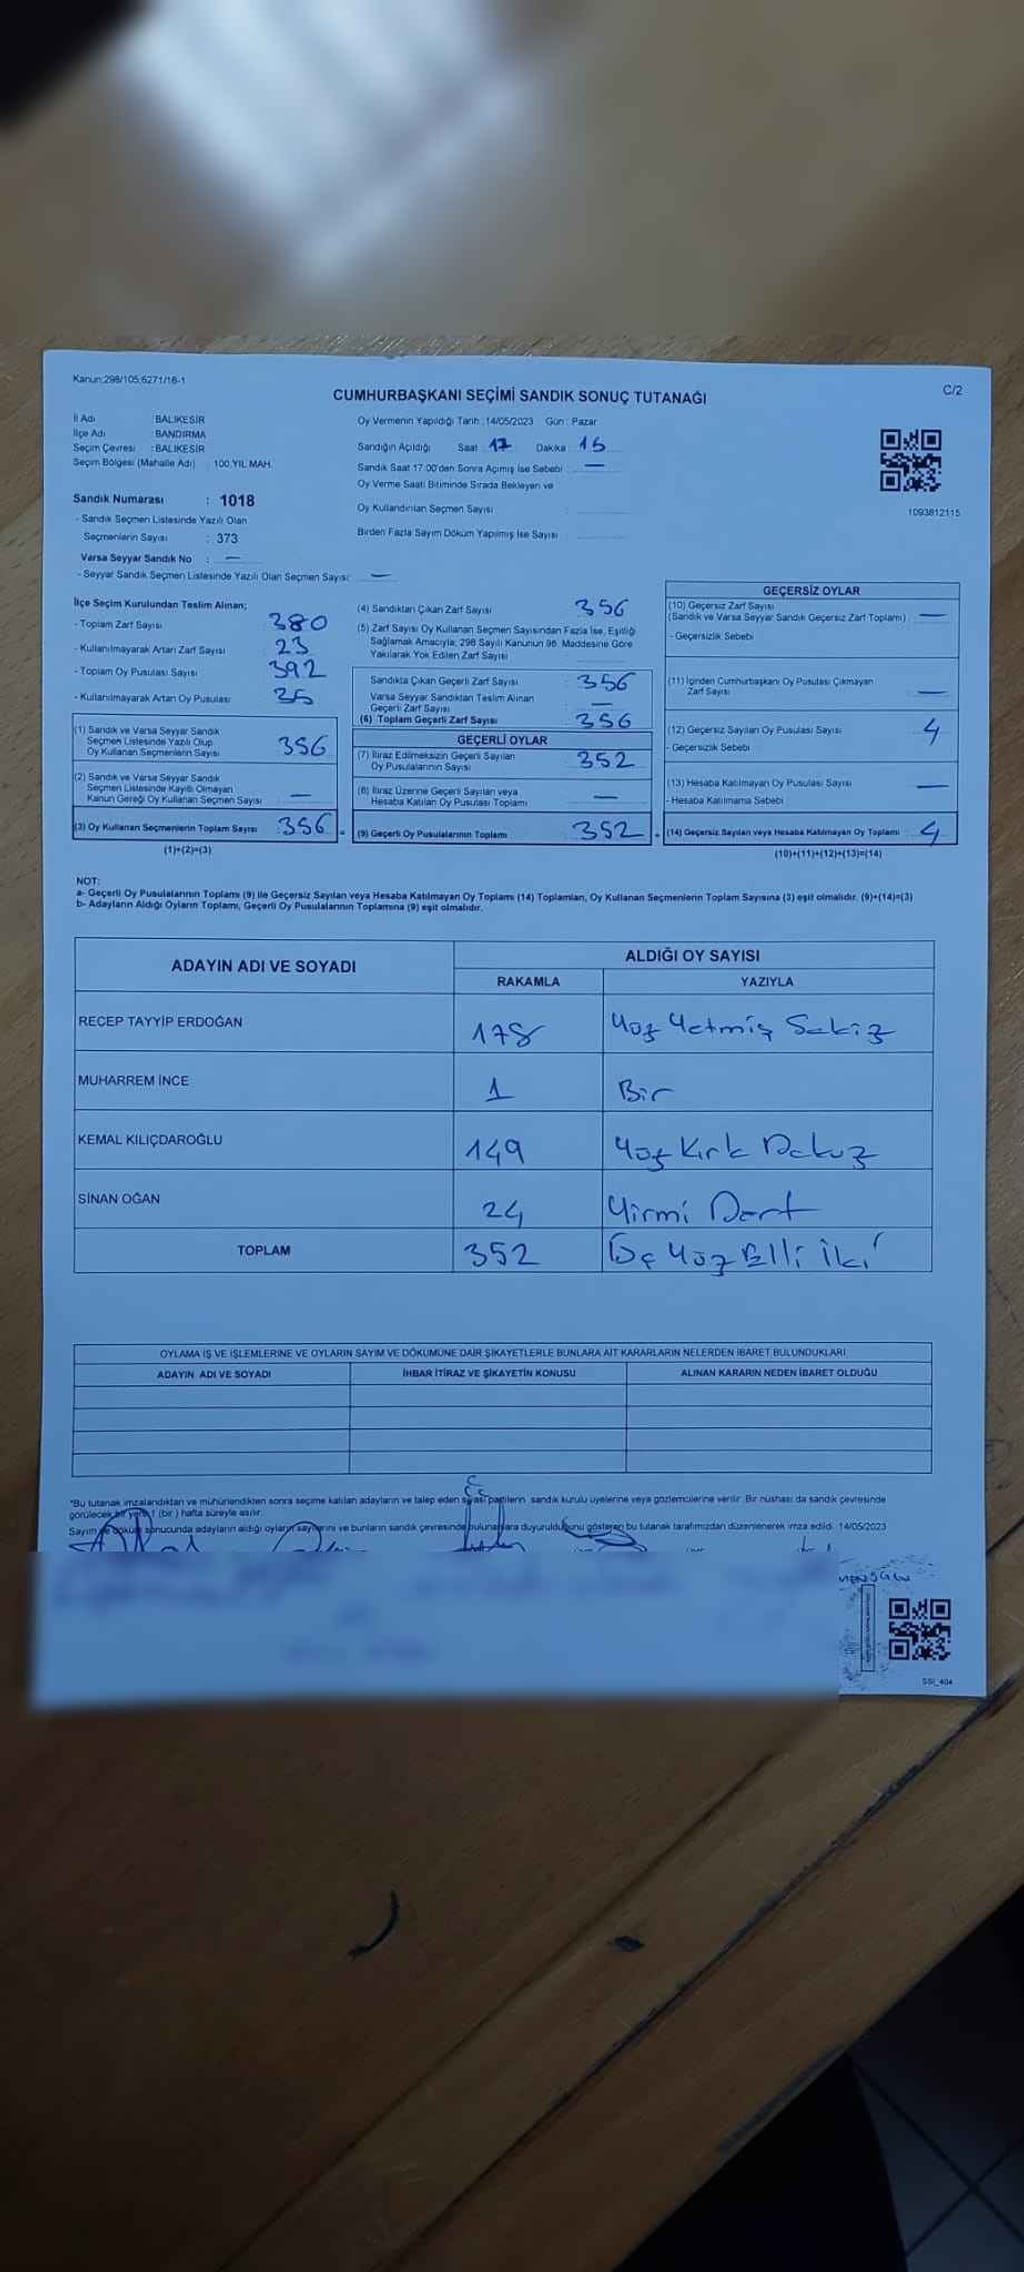 Kanun:298/105;6271/16-1
C/2
CUMHURBAŞKANI SEÇİMİ SANDIK SONUÇ TUTANAĞI
İl Adı BALIKESİR
İlçe Adı BANDIRMA
Seçim Çevresi : BALIKESİR
Seçim Bölgesi (Mahalle Adı) : 100.YIL MAH.
Sandık Numarası : 1018
- Sandık Seçmen Listesinde Yazılı Olan
Seçmenlerin Sayısı : 373
Varsa Seyyar Sandık No : —
- Seyyar Sandık Seçmen Listesinde Yazılı Olan Seçmen Sayısı: —
Oy Vermenin Yapıldığı Tarih : 14/05/2023 Gün : Pazar
Sandığın Açıldığı Saat : 17 Dakika : 15
Sandık Saat 17.00'den Sonra Açımış İse Sebebi : —
Oy Verme Saati Bitiminde Sırada Bekleyen ve
Oy Kullandırılan Seçmen Sayısı :
Birden Fazla Sayım Döküm Yapılmış İse Sayısı :
1093812115
İlçe Seçim Kurulundan Teslim Alınan;
- Toplam Zarf Sayısı : 380
- Kullanılmayarak Artan Zarf Sayısı : 23
- Toplam Oy Pusulası Sayısı : 392
- Kullanılmayarak Artan Oy Pusulası : 35
(1) Sandık ve Varsa Seyyar Sandık
Seçmen Listesinde Yazılı Olup
Oy Kullanan Seçmenlerin Sayısı : 356
(2) Sandık ve Varsa Seyyar Sandık
Seçmen Listesinde Kayıtlı Olmayan
Kanun Gereği Oy Kullanan Seçmen Sayısı : —
(3) Oy Kullanan Seçmenlerin Toplam Sayısı : 356
(1)+(2)=(3)
(4) Sandıktan Çıkan Zarf Sayısı : 356
(5) Zarf Sayısı Oy Kullanan Seçmen Sayısından Fazla İse, Eşitliği
Sağlamak Amacıyla; 298 Sayılı Kanunun 98. Maddesine Göre
Yakılarak Yok Edilen Zarf Sayısı :
Sandıkta Çıkan Geçerli Zarf Sayısı : 356
Varsa Seyyar Sandıktan Teslim Alınan
Geçerli Zarf Sayısı : —
(6) Toplam Geçerli Zarf Sayısı : 356
GEÇERLİ OYLAR
(7) İtiraz Edilmeksizin Geçerli Sayılan
Oy Pusulalarının Sayısı : 352
(8) İtiraz Üzerine Geçerli Sayılan veya
Hesaba Katılan Oy Pusulası Toplamı : —
(9) Geçerli Oy Pusulalarının Toplamı : 352
GEÇERSİZ OYLAR
(10) Geçersiz Zarf Sayısı
(Sandık ve Varsa Seyyar Sandık Geçersiz Zarf Toplamı) : —
- Geçersizlik Sebebi
(11) İçinden Cumhurbaşkanı Oy Pusulası Çıkmayan
Zarf Sayısı : —
(12) Geçersiz Sayılan Oy Pusulası Sayısı : 4
- Geçersizlik Sebebi
(13) Hesaba Katılmayan Oy Pusulası Sayısı : —
- Hesaba Katılmama Sebebi
(14) Geçersiz Sayılan veya Hesaba Katılmayan Oy Toplamı : 4
(10)+(11)+(12)+(13)=(14)
NOT:
a- Geçerli Oy Pusulalarının Toplamı (9) ile Geçersiz Sayılan veya Hesaba Katılmayan Oy Toplamı (14) Toplamları, Oy Kullanan Seçmenlerin Toplam Sayısına (3) eşit olmalıdır. (9)+(14)=(3)
b- Adayların Aldığı Oyların Toplamı, Geçerli Oy Pusulalarının Toplamına (9) eşit olmalıdır.
ADAYIN ADI VE SOYADI
ALDIĞI OY SAYISI
RAKAMLA YAZIYLA
RECEP TAYYİP ERDOĞAN 178 Yüz Yetmiş Sekiz
MUHARREM İNCE 1 Bir
KEMAL KILIÇDAROĞLU 149 Yüz Kırk Dokuz
SİNAN OĞAN 24 Yirmi Dört
TOPLAM 352 Üç Yüz Elli İki
OYLAMA İŞ VE İŞLEMLERİNE VE OYLARIN SAYIM VE DÖKÜMÜNE DAİR ŞİKAYETLERLE BUNLARA AİT KARARLARIN NELERDEN İBARET BULUNDUKLARI
ADAYIN ADI VE SOYADI İHBAR İTİRAZ VE ŞİKAYETİN KONUSU ALINAN KARARIN NEDEN İBARET OLDUĞU
*Bu tutanak imzalandıktan ve mühürlendikten sonra seçime katılan adayların ve talep eden siyasi partilerin sandık kurulu üyelerine veya gözlemcilerine verilir. Bir nüshası da sandık çevresinde
görülecek bir yere 1 (bir ) hafta süreyle asılır.
Sayım ve döküm sonucunda adayların aldığı oyların sayılarını ve bunların sandık çevresinde bulunanlara duyurulduğunu gösteren bu tutanak tarafımızdan düzenlenerek imza edildi. 14/05/2023
SSI_404